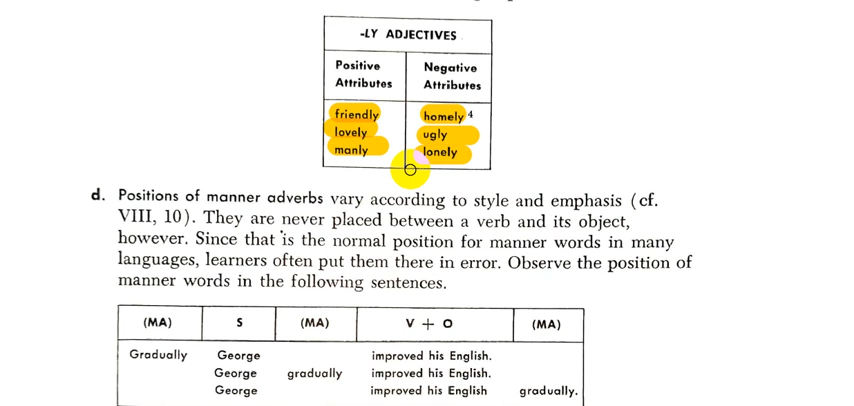 -LY ADJECTIVES
Positive Attributes
Negative Attributes
friendly homely 4
lovely ugly
manly lonely
d. Positions of manner adverbs vary according to style and emphasis (cf.
VIII, 10). They are never placed between a verb and its object,
however. Since that is the normal position for manner words in many
languages, learners often put them there in error. Observe the position of
manner words in the following sentences.
(MA) S (MA) V + O (MA)
Gradually George improved his English.
George gradually improved his English.
George improved his English gradually.